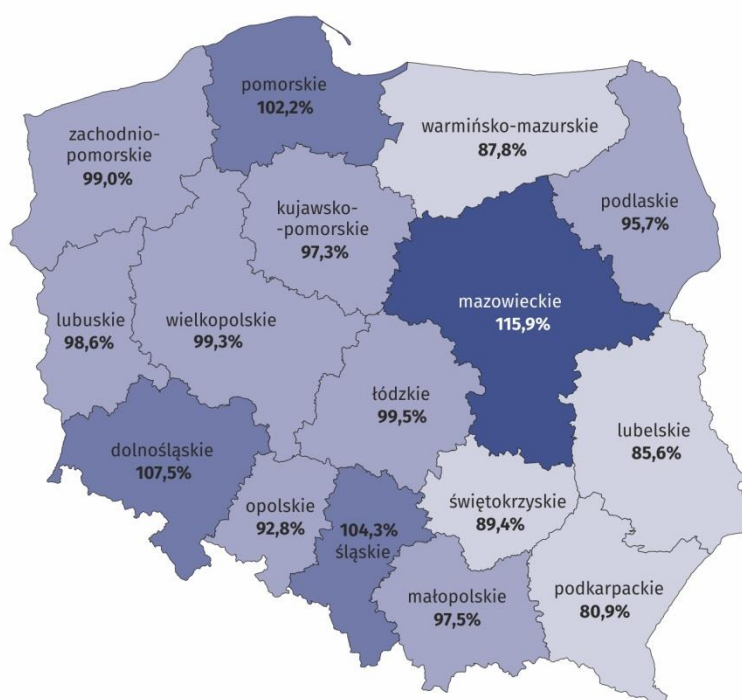 pomorskie
102,2%
zachodnio-
pomorskie
99,0%
warmińsko-mazurskie
87,8%
podlaskie
95,7%
kujawsko-
-pomorskie
97,3%
mazowieckie
115,9%
lubuskie
98,6%
wielkopolskie
99,3%
łódzkie
99,5%
lubelskie
85,6%
dolnośląskie
107,5%
opolskie
92,8%
104,3%
śląskie
świętokrzyskie
89,4%
małopolskie
97,5%
podkarpackie
80,9%